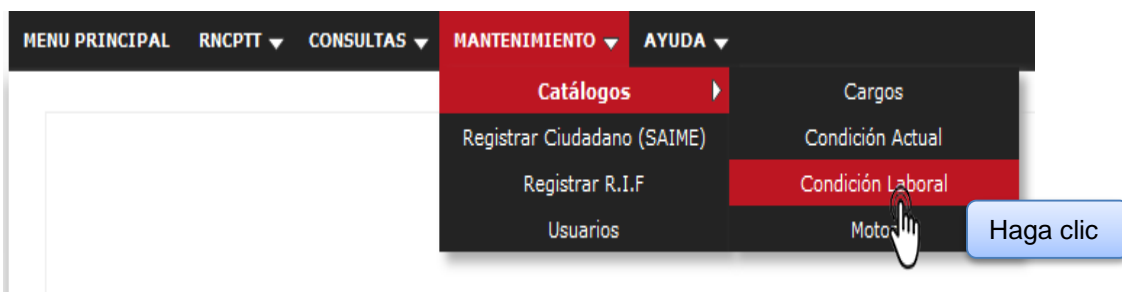 MENU PRINCIPAL RNCPTT CONSULTAS MANTENIMIENTO AYUDA
Catálogos Cargos
Registrar Ciudadano (SAIME) Condición Actual
Registrar R.I.F Condición Laboral
Usuarios
Haga clic